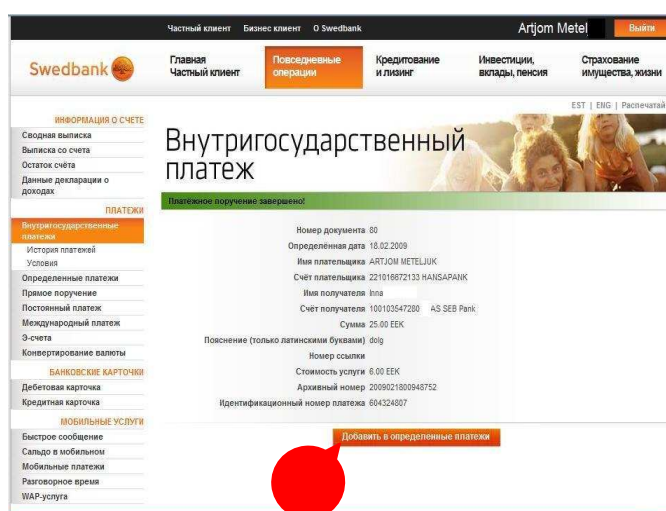 Частный клиент Бизнес клиент О Swedbank Artjom Metel Выйти
Swedbank
Главная
Частный клиент
Повседневные
операции
Кредитование
и лизинг
Инвестиции,
вклады, пенсия
Страхование
имущества, жизни
EST | ENG | Распечатай
ИНФОРМАЦИЯ О СЧЕТЕ
Сводная выписка
Выписка со счета
Остаток счёта
Данные декларации о
доходах
ПЛАТЕЖИ
Внутригосударственные
платежи
История платежей
Условия
Определенные платежи
Прямое поручение
Постоянный платеж
Международный платеж
Э-счета
Конвертирование валюты
БАНКОВСКИЕ КАРТОЧКИ
Дебетовая карточка
Кредитная карточка
МОБИЛЬНЫЕ УСЛУГИ
Быстрое сообщение
Сальдо в мобильном
Мобильные платежи
Разговорное время
WAP-услуга
Внутригосударственный
платеж
Платёжное поручение завершено!
Номер документа 80
Определённая дата 18.02.2009
Имя плательщика ARTJOM METELJUK
Счёт плательщика 221016872133 HANSAPANK
Имя получателя Inna
Счёт получателя 100103547280 AS SEB Pank
Сумма 25.00 EEK
Пояснение (только латинскими буквами) dolg
Номер ссылки
Стоимость услуги 6.00 EEK
Архивный номер 2009021800948752
Идентификационный номер платежа 604324807
Добавить в определенные платежи